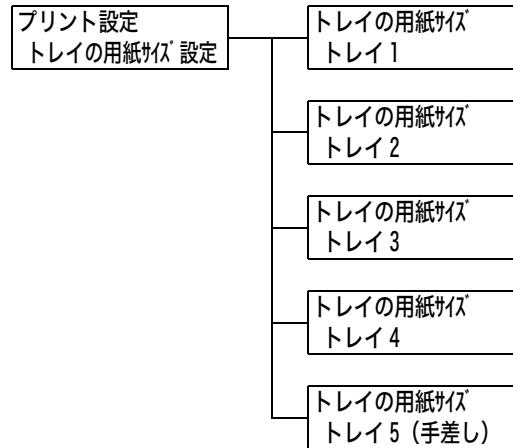 プリント設定
トレイの用紙ｻｲｽﾞ設定
トレイの用紙ｻｲｽﾞ
トレイ1
トレイの用紙ｻｲｽﾞ
トレイ2
トレイの用紙ｻｲｽﾞ
トレイ3
トレイの用紙ｻｲｽﾞ
トレイ4
トレイの用紙ｻｲｽﾞ
トレイ5（手差し）